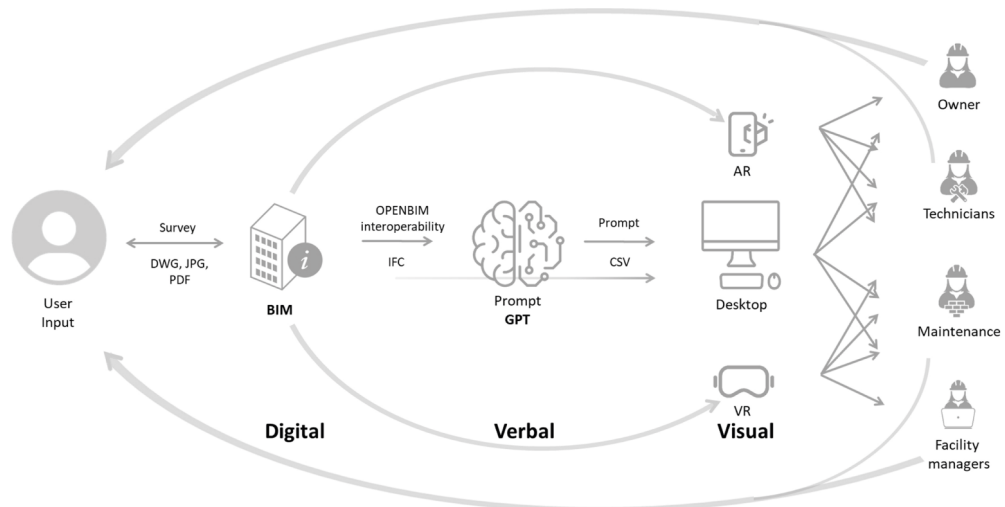 User
Input
Survey
DWG, JPG,
PDF
i
BIM
OPENBIM
interoperability
IFC
Prompt
GPT
Prompt
CSV
AR
Desktop
VR
Digital
Verbal
Visual
Owner
Technicians
Maintenance
Facility
managers